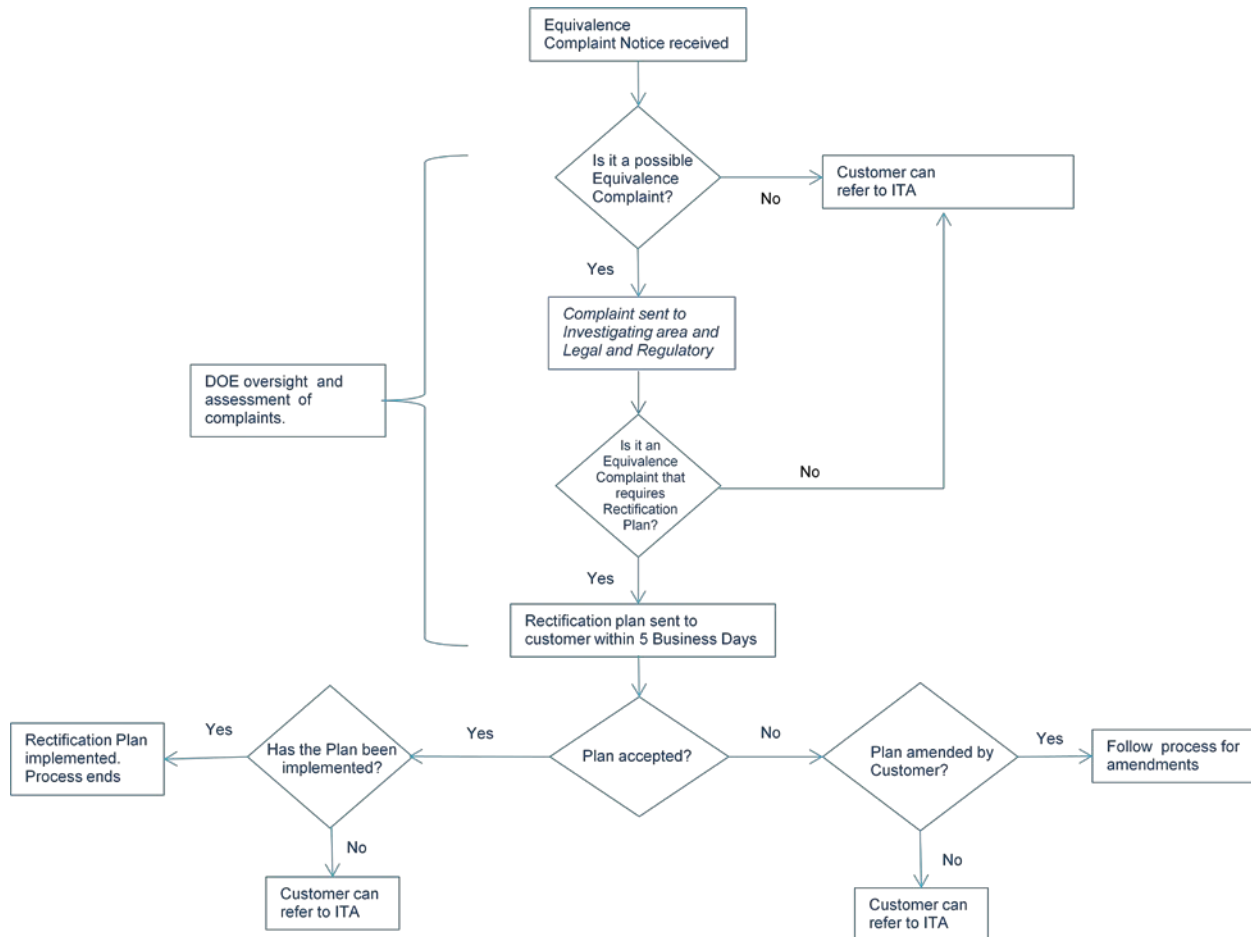 Equivalence
Complaint Notice received
Is it a possible
Equivalence
Complaint?
No
Customer can
refer to ITA
Yes
Complaint sent to
Investigating area and
Legal and Regulatory
DOE oversight and
assessment of
complaints.
Is it an
Equivalence
Complaint that
requires
Rectification
Plan?
No
Yes
Rectification plan sent to
customer within 5 Business Days
Rectification Plan
implemented.
Process ends
Yes
Has the Plan been
implemented?
Yes
Plan accepted?
No
Plan amended by
Customer?
Yes
Follow process for
amendments
No
Customer can
refer to ITA
No
Customer can
refer to ITA